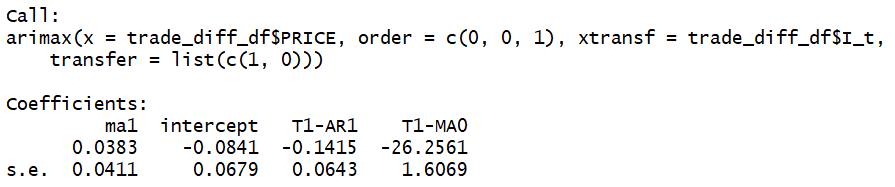 Call:
arimax(x = trade_diff_df$PRICE, order = c(0, 0, 1), xtransf = trade_diff_df$I_t,
    transfer = list(c(1, 0)))

Coefficients:
         ma1  intercept  T1-AR1    T1-MA0
      0.0383    -0.0841 -0.1415  -26.2561
s.e.  0.0411     0.0679  0.0643    1.6069